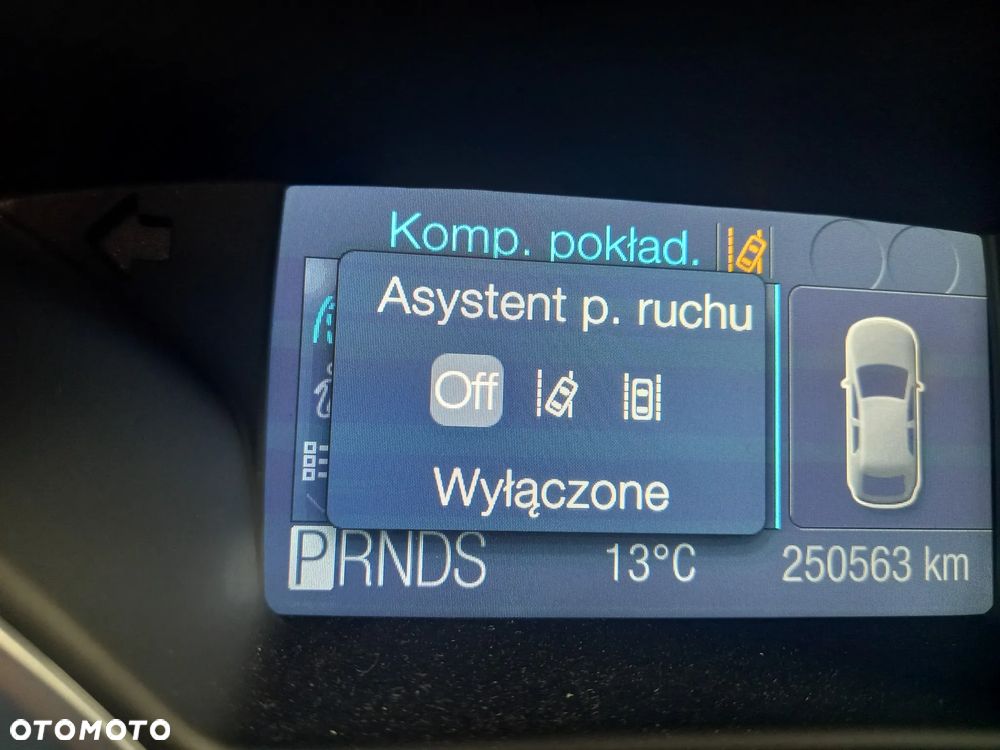 Komp. pokład.
Asystent p. ruchu
Off
Wyłączone
PRNDS 13°C 250563 km
OTOMOTO